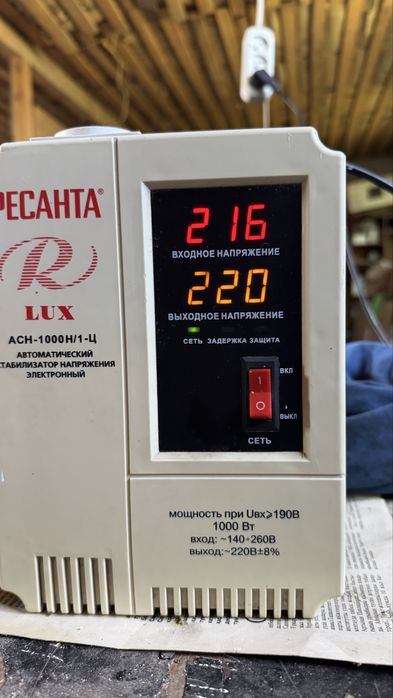 РЕСАНТА®
R
LUX
АСН-1000Н/1-Ц
АВТОМАТИЧЕСКИЙ
СТАБИЛИЗАТОР НАПРЯЖЕНИЯ
ЭЛЕКТРОННЫЙ
216
ВХОДНОЕ НАПРЯЖЕНИЕ
220
ВЫХОДНОЕ НАПРЯЖЕНИЕ
СЕТЬ ЗАДЕРЖКА ЗАЩИТА
ВКЛ
ВЫКЛ
СЕТЬ
мощность при Uвх⩾190В
1000 Вт
вход: ~140÷260В
выход:~220В±8%